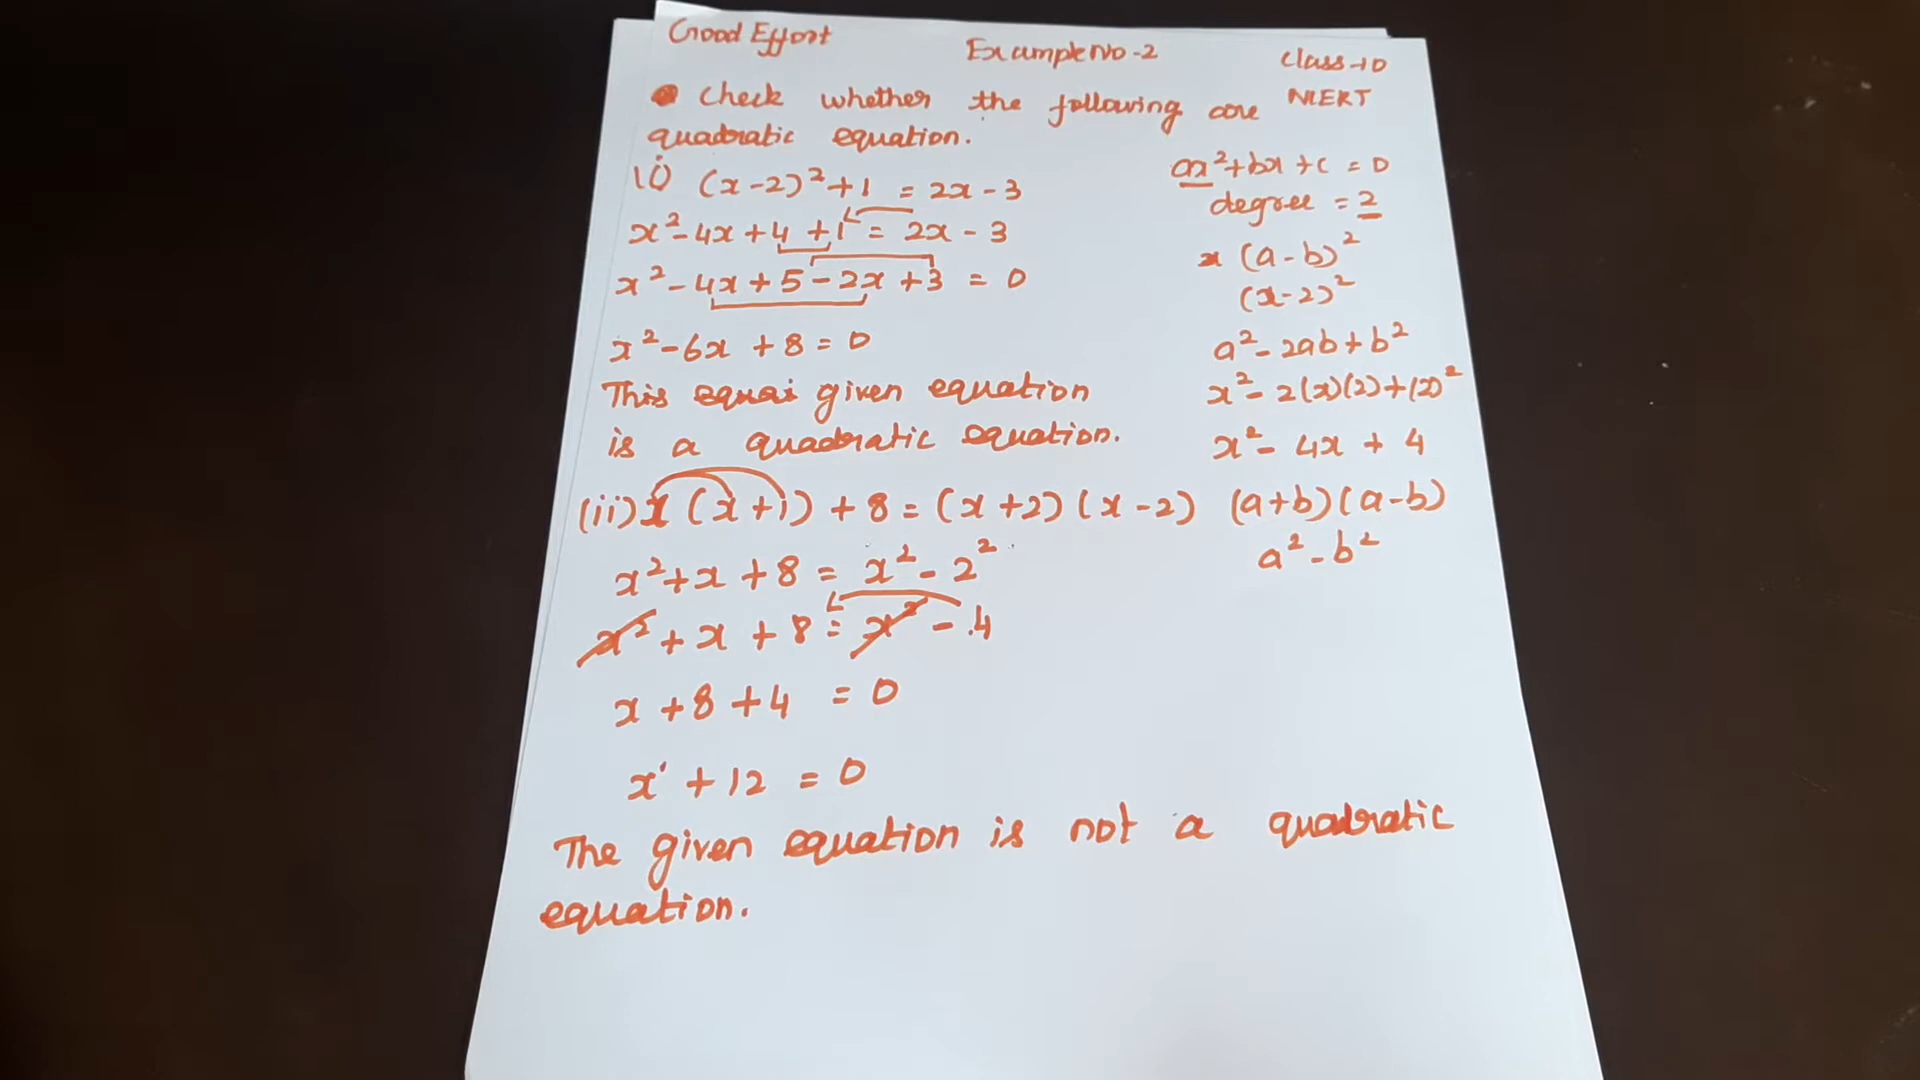 Good Effort
Example No - 2
Class - 10
NCERT
Check whether the following are
quadratic equation.
(i) (x - 2)² + 1 = 2x - 3
x² - 4x + 4 + 1 = 2x - 3
x² - 4x + 5 - 2x + 3 = 0
x² - 6x + 8 = 0
This given equation
is a quadratic equation.
ax² + bx + c = 0
degree = 2
(a - b)²
(x - 2)²
a² - 2ab + b²
x² - 2(x)(2) + (2)²
x² - 4x + 4
(ii) x (x + 1) + 8 = (x + 2) (x - 2)
(a + b) (a - b)
a² - b²
x² + x + 8 = x² - 2²
x² + x + 8 = x² - 4
x + 8 + 4 = 0
x¹ + 12 = 0
The given equation is not a quadratic
equation.